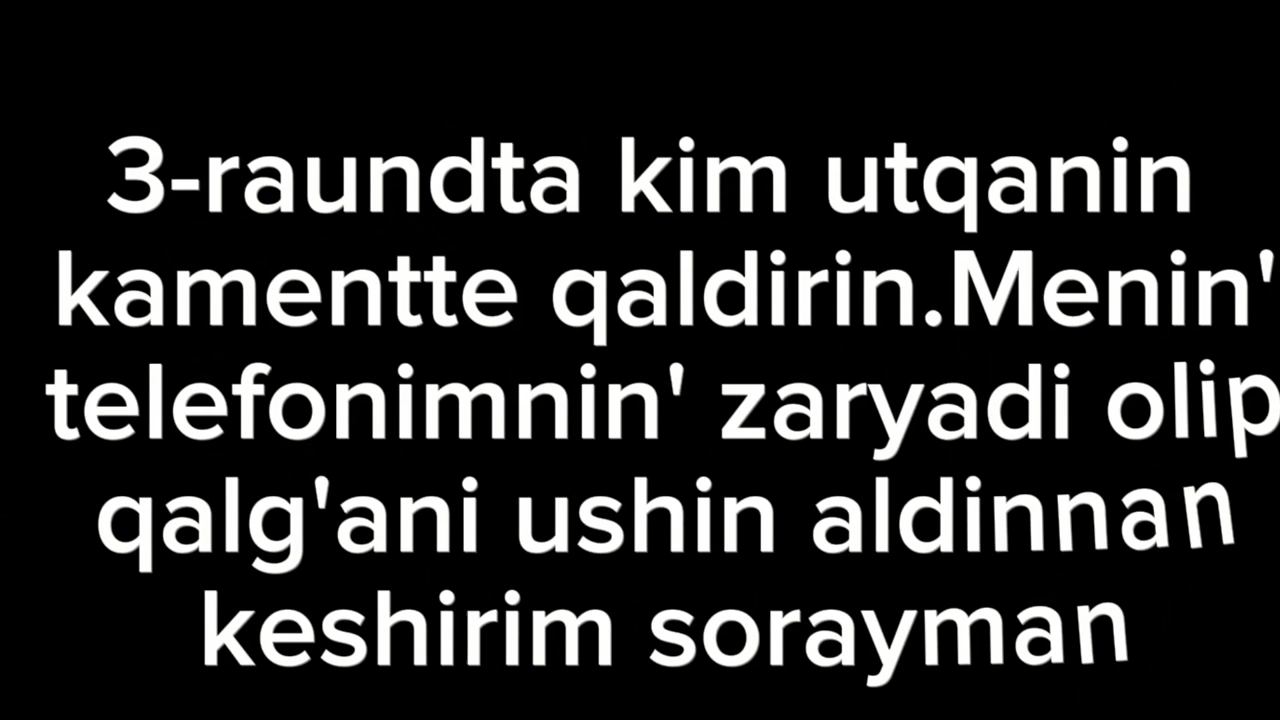 3-raundta kim utqanin
kamentte qaldirin.Menin'
telefonimnin' zaryadi olip
qalg'ani ushin aldinnan
keshirim sorayman